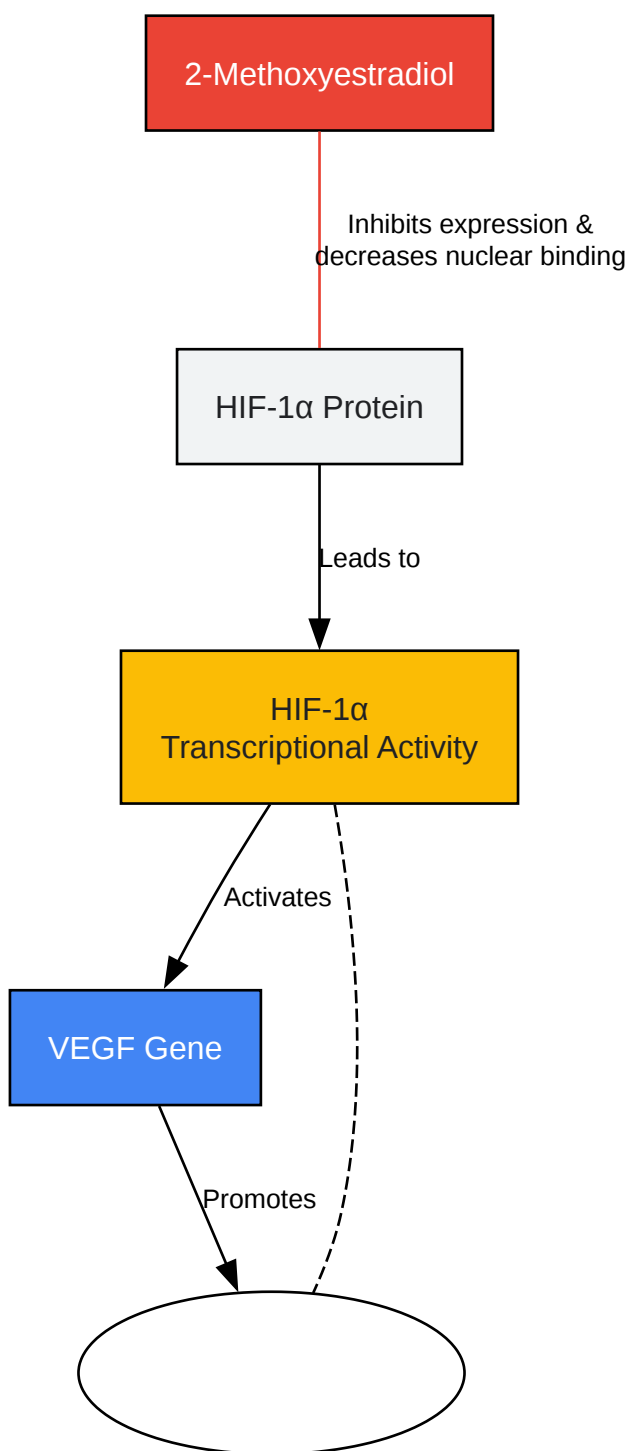 2-Methoxyestradiol
Inhibits expression &
decreases nuclear binding
HIF-1α Protein
Leads to
HIF-1α
Transcriptional Activity
Activates
VEGF Gene
Promotes